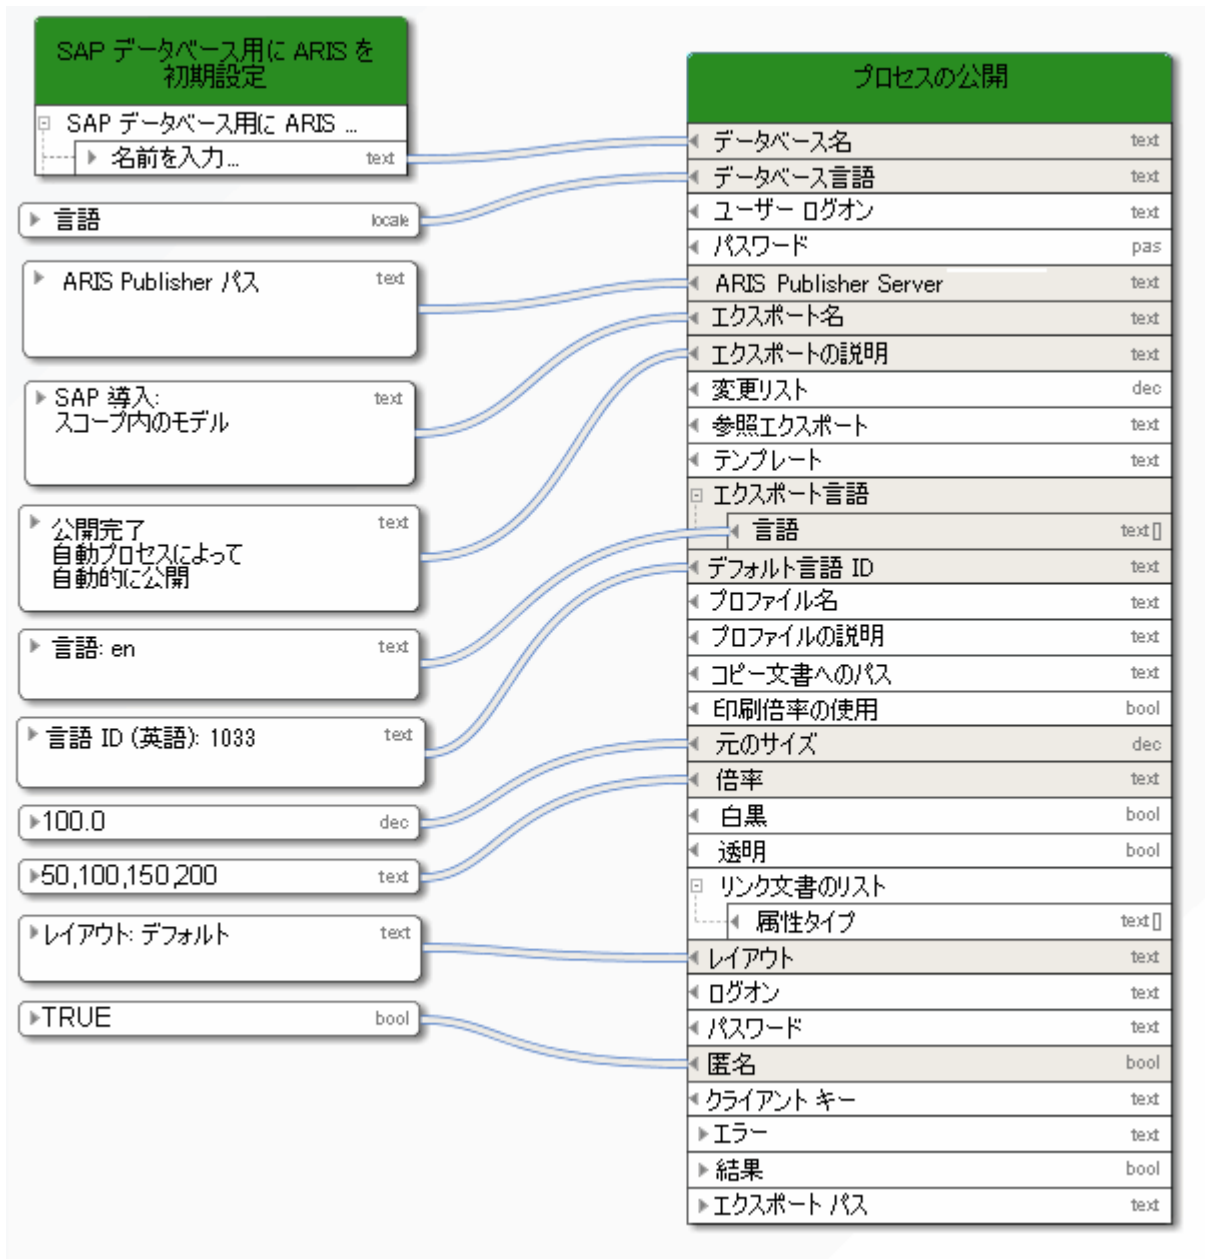 SAP データベース用に ARIS を
初期設定
SAP データベース用に ARIS ...
名前を入力... text
言語 locale
ARIS Publisher パス text
SAP 導入: text
スコープ内のモデル
公開完了 text
自動プロセスによって
自動的に公開
言語: en text
言語 ID (英語): 1033 text
100.0 dec
50,100,150,200 text
レイアウト: デフォルト text
TRUE bool
プロセスの公開
データベース名 text
データベース言語 text
ユーザー ログオン text
パスワード pas
ARIS Publisher Server text
エクスポート名 text
エクスポートの説明 text
変更リスト dec
参照エクスポート text
テンプレート text
エクスポート言語
言語 text[]
デフォルト言語 ID text
プロファイル名 text
プロファイルの説明 text
コピー文書へのパス text
印刷倍率の使用 bool
元のサイズ dec
倍率 text
白黒 bool
透明 bool
リンク文書のリスト
属性タイプ text[]
レイアウト text
ログオン text
パスワード text
匿名 bool
クライアント キー text
エラー text
結果 bool
エクスポート パス text